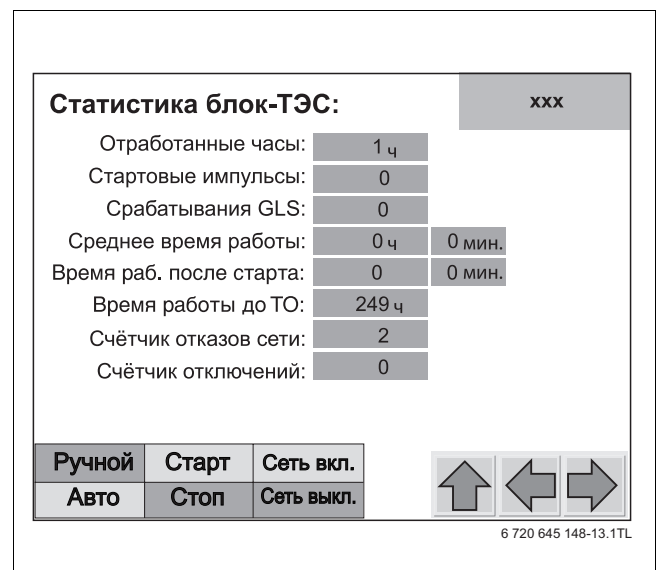 Статистика блок-ТЭС: xxx
Отработанные часы: 1 ч
Стартовые импульсы: 0
Срабатывания GLS: 0
Среднее время работы: 0 ч 0 мин.
Время раб. после старта: 0 0 мин.
Время работы до ТО: 249 ч
Счётчик отказов сети: 2
Счётчик отключений: 0
Ручной Старт Сеть вкл.
Авто Стоп Сеть выкл.
6 720 645 148-13.1TL